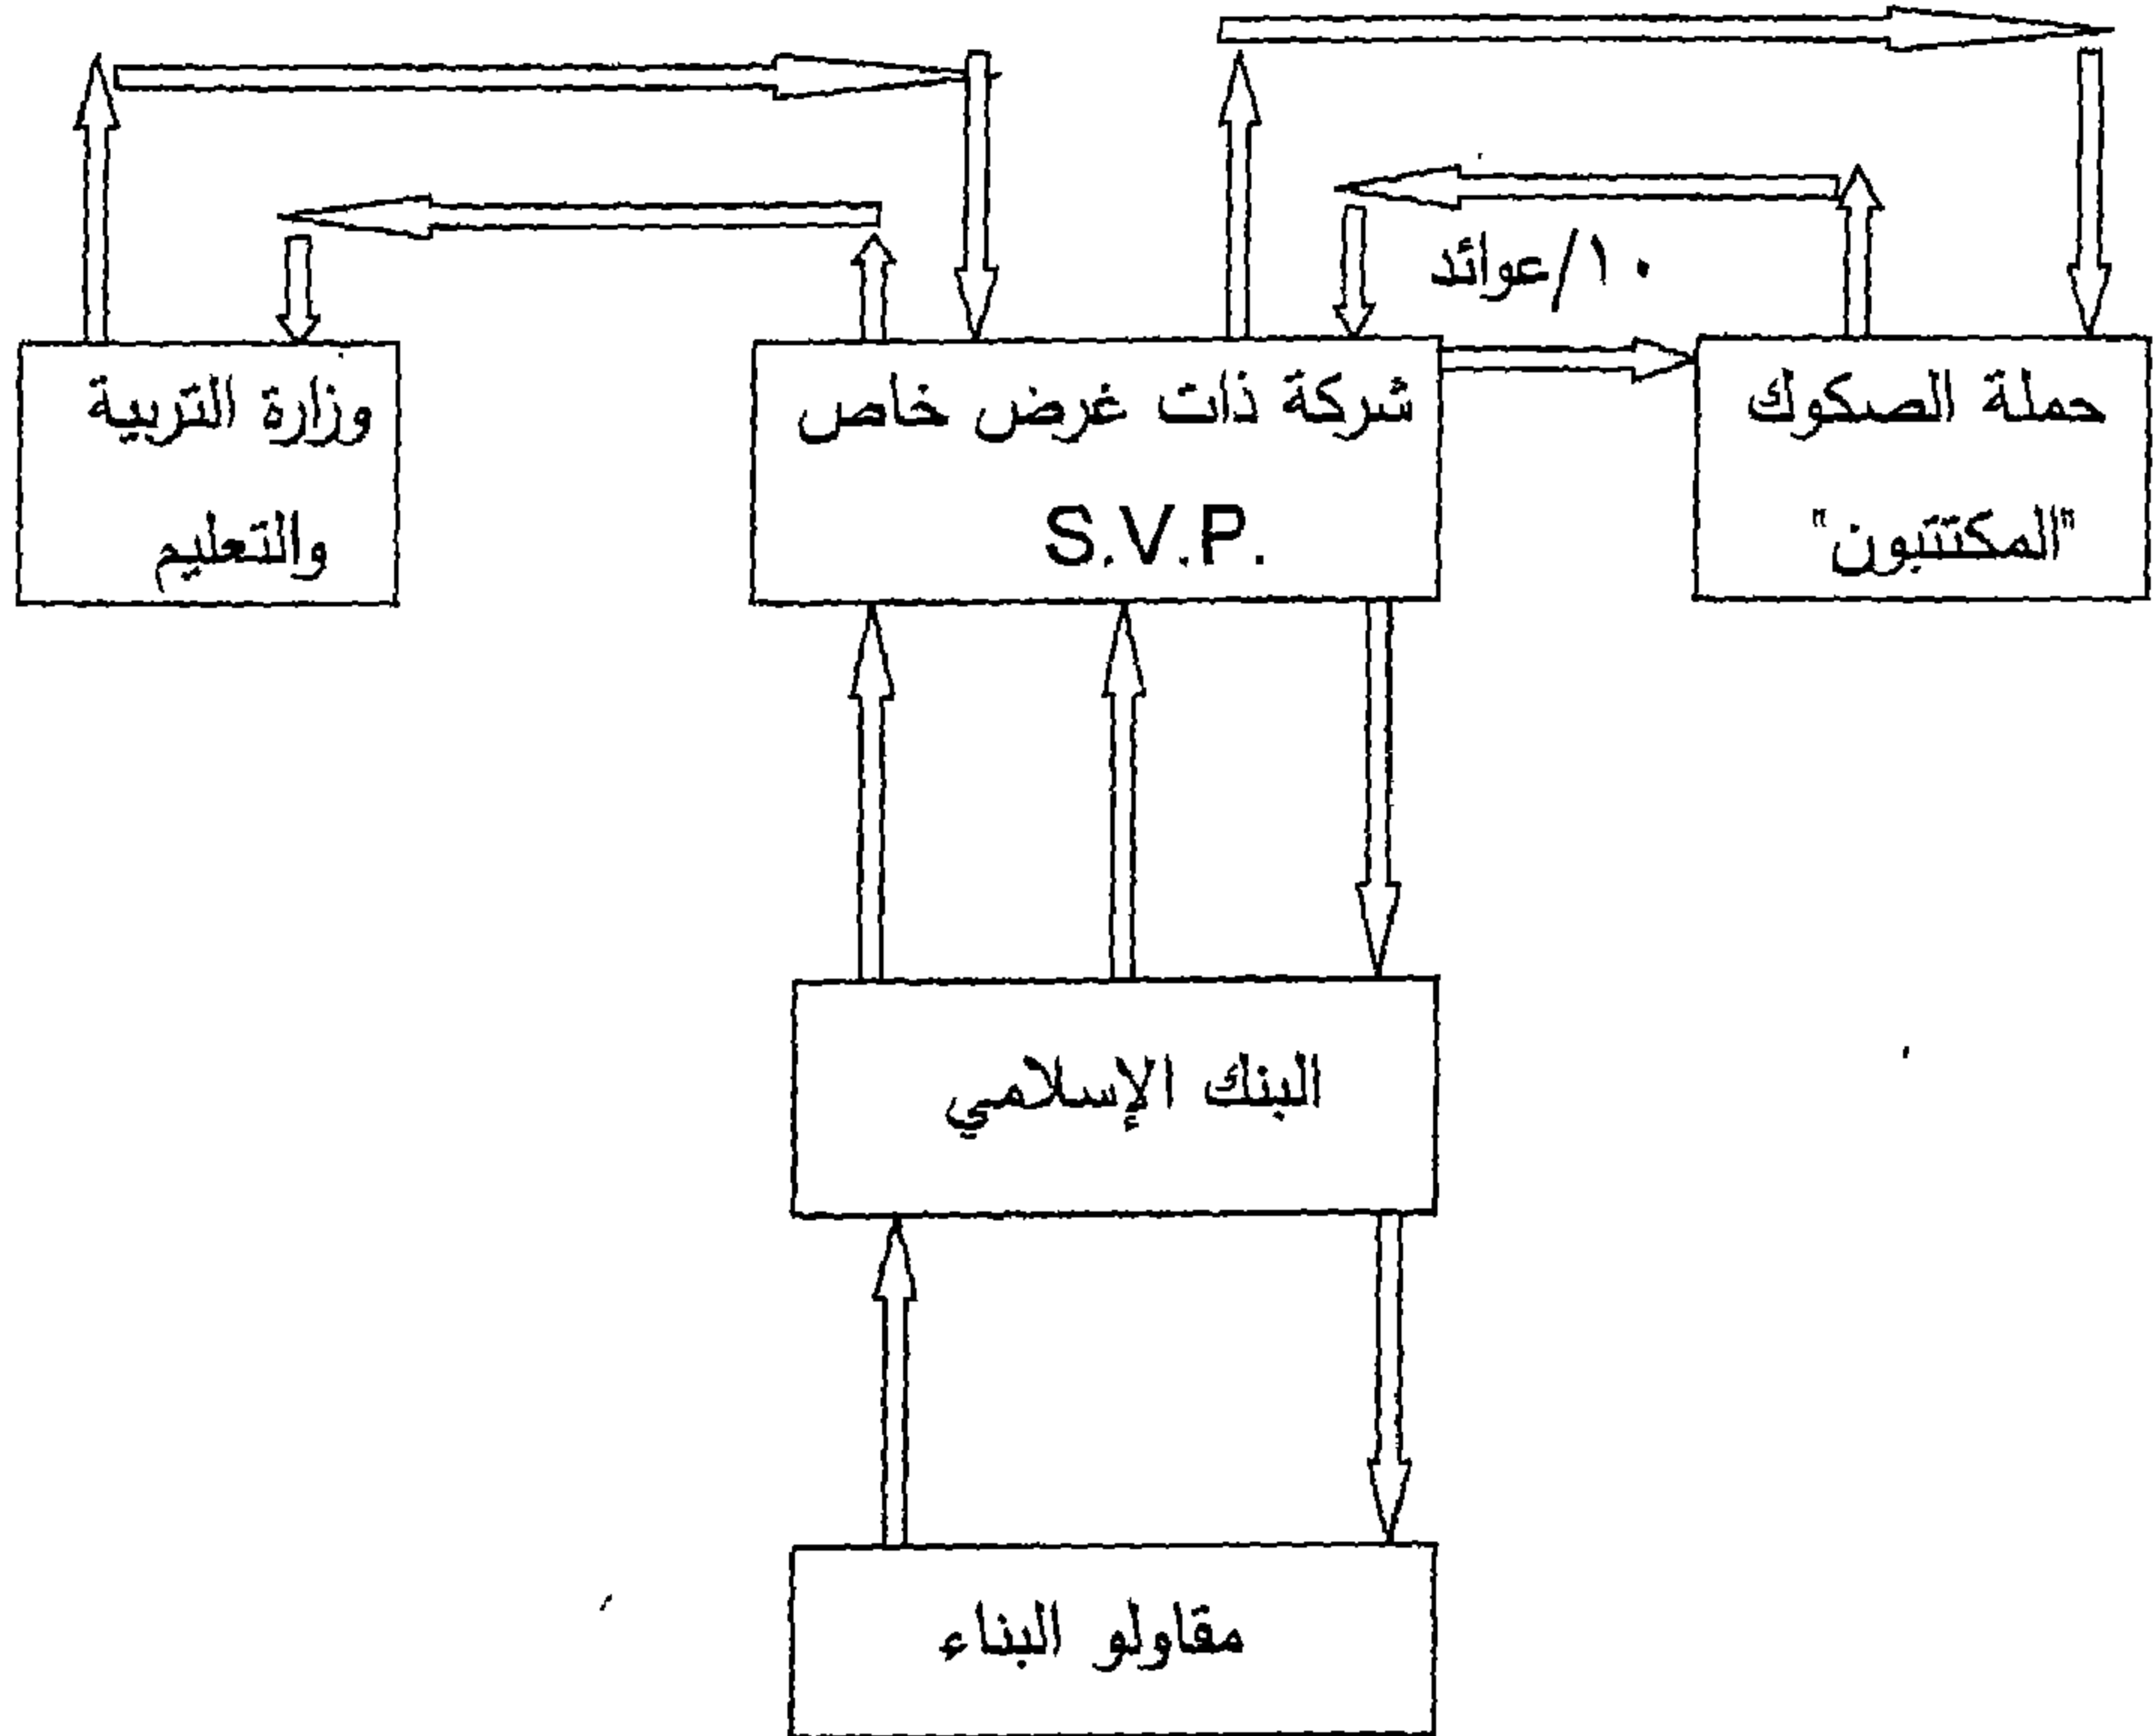 ١٠/عوائد
حملة الصكوك
"المكتتبون"
شركة ذات غرض خاص
S.V.P.
وزارة التربية
والتعليم
البنك الإسلامي
مقاولو البناء